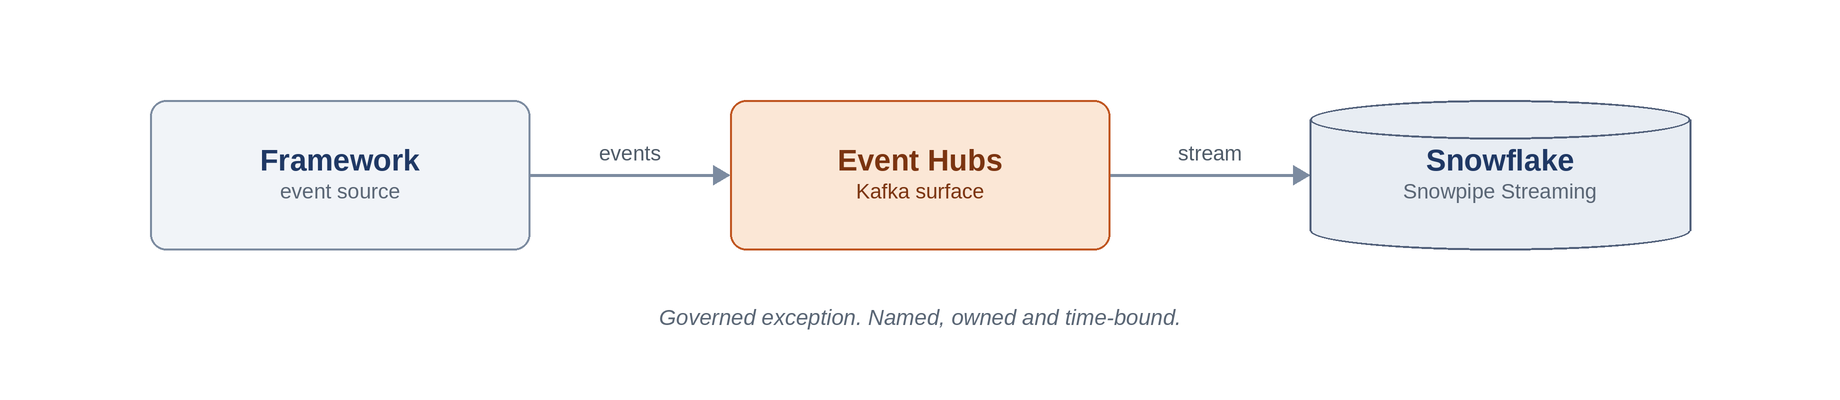 Framework
event source
events
Event Hubs
Kafka surface
stream
Snowflake
Snowpipe Streaming
Governed exception. Named, owned and time-bound.